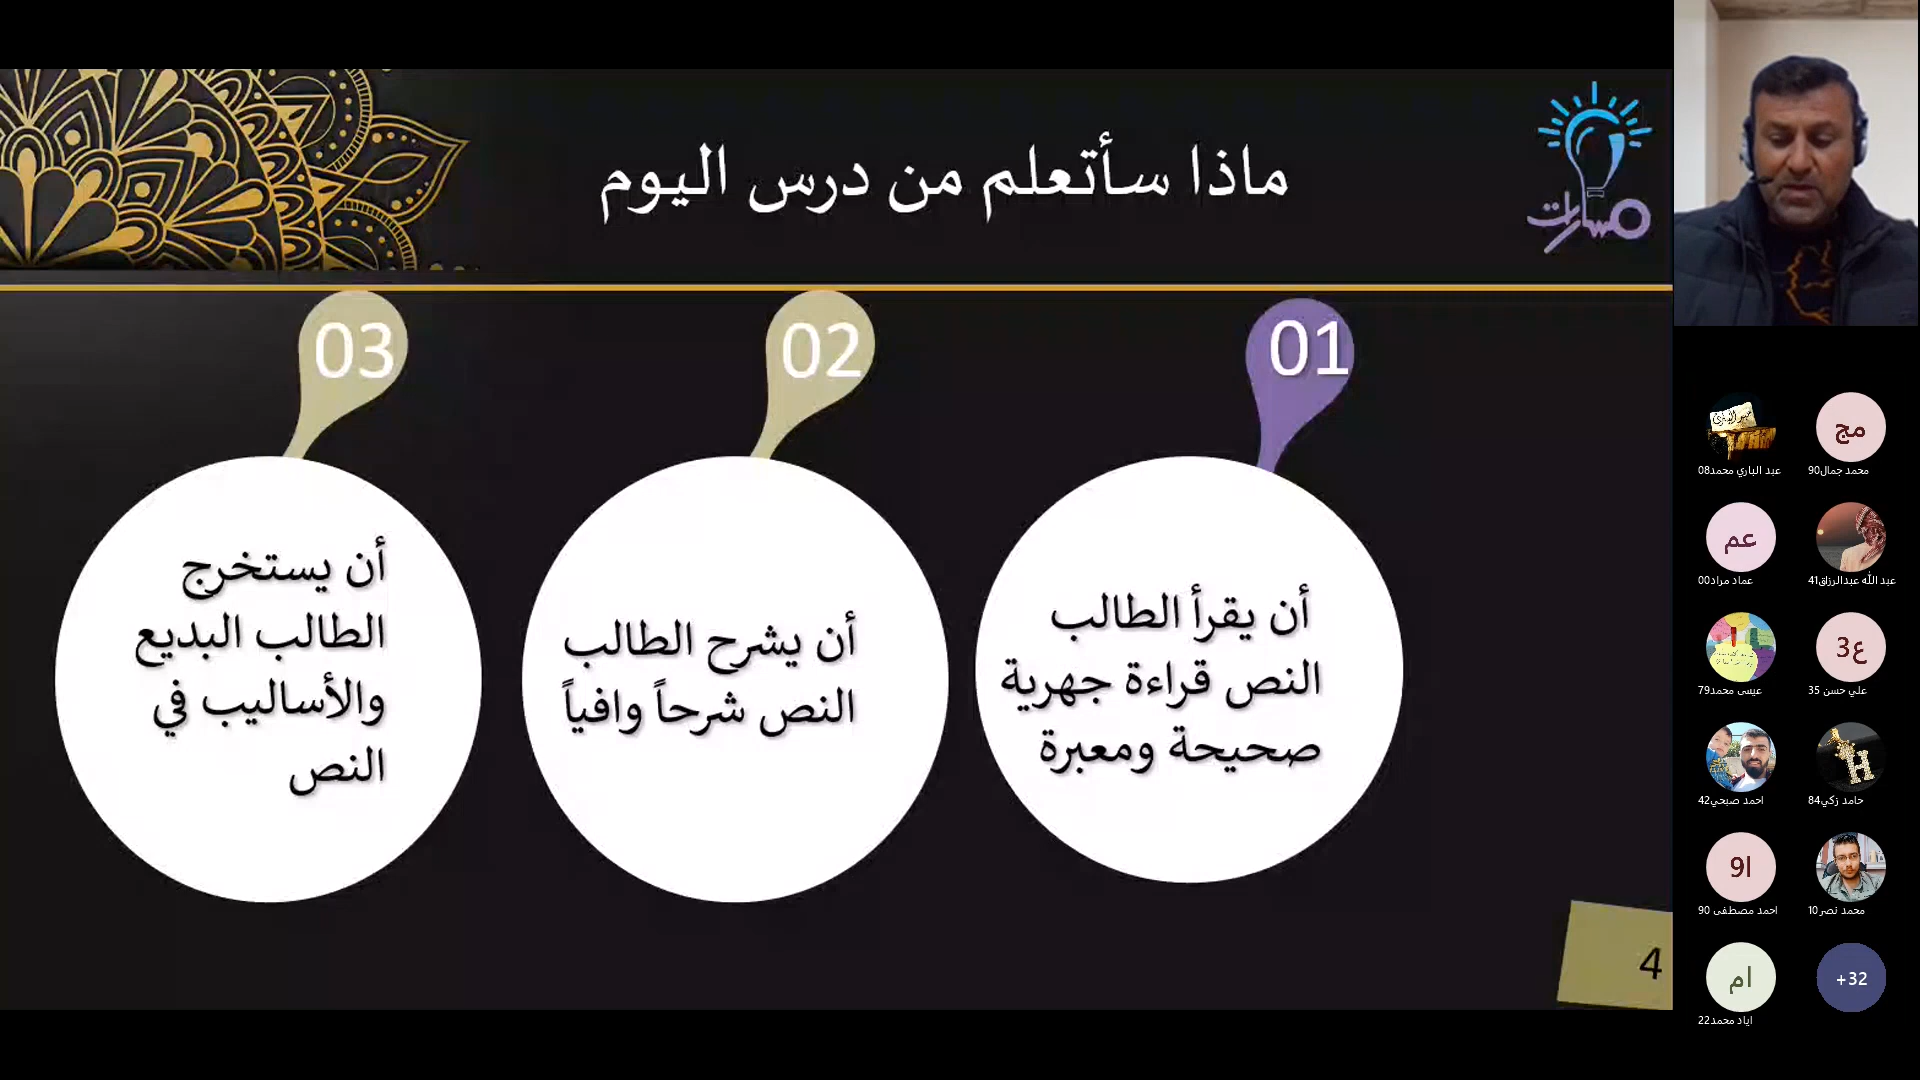 ماذا سأتعلم من درس اليوم
مسارات
01
أن يقرأ الطالب
النص قراءة جهرية
صحيحة ومعبرة
02
أن يشرح الطالب
النص شرحاً وافياً
03
أن يستخرج
الطالب البديع
والأساليب في
النص
4
مج
محمد جمال90
عبد الباري محمد08
عبد الله عبدالرزاق41
عم
عماد مراد00
ع3
علي حسن 35
عيسى محمد79
H
حامد زكي84
احمد صبحي42
محمد نصر10
ا9
احمد مصطفى 90
+32
ام
اياد محمد22